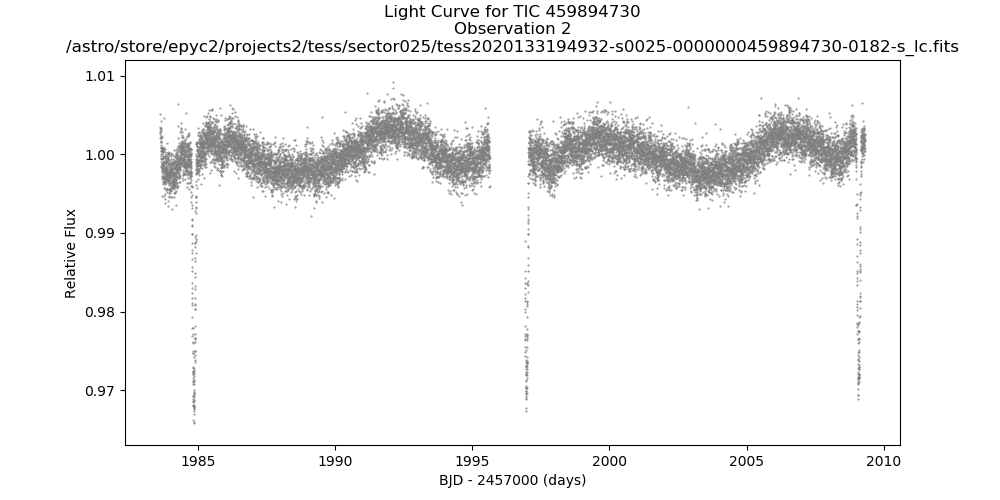 Light Curve for TIC 459894730
Observation 2
/astro/store/epyc2/projects2/tess/sector025/tess2020133194932-s0025-0000000459894730-0182-s_lc.fits
1.01
1.00
0.99
0.98
0.97
Relative Flux
1985
1990
1995
2000
2005
2010
BJD - 2457000 (days)